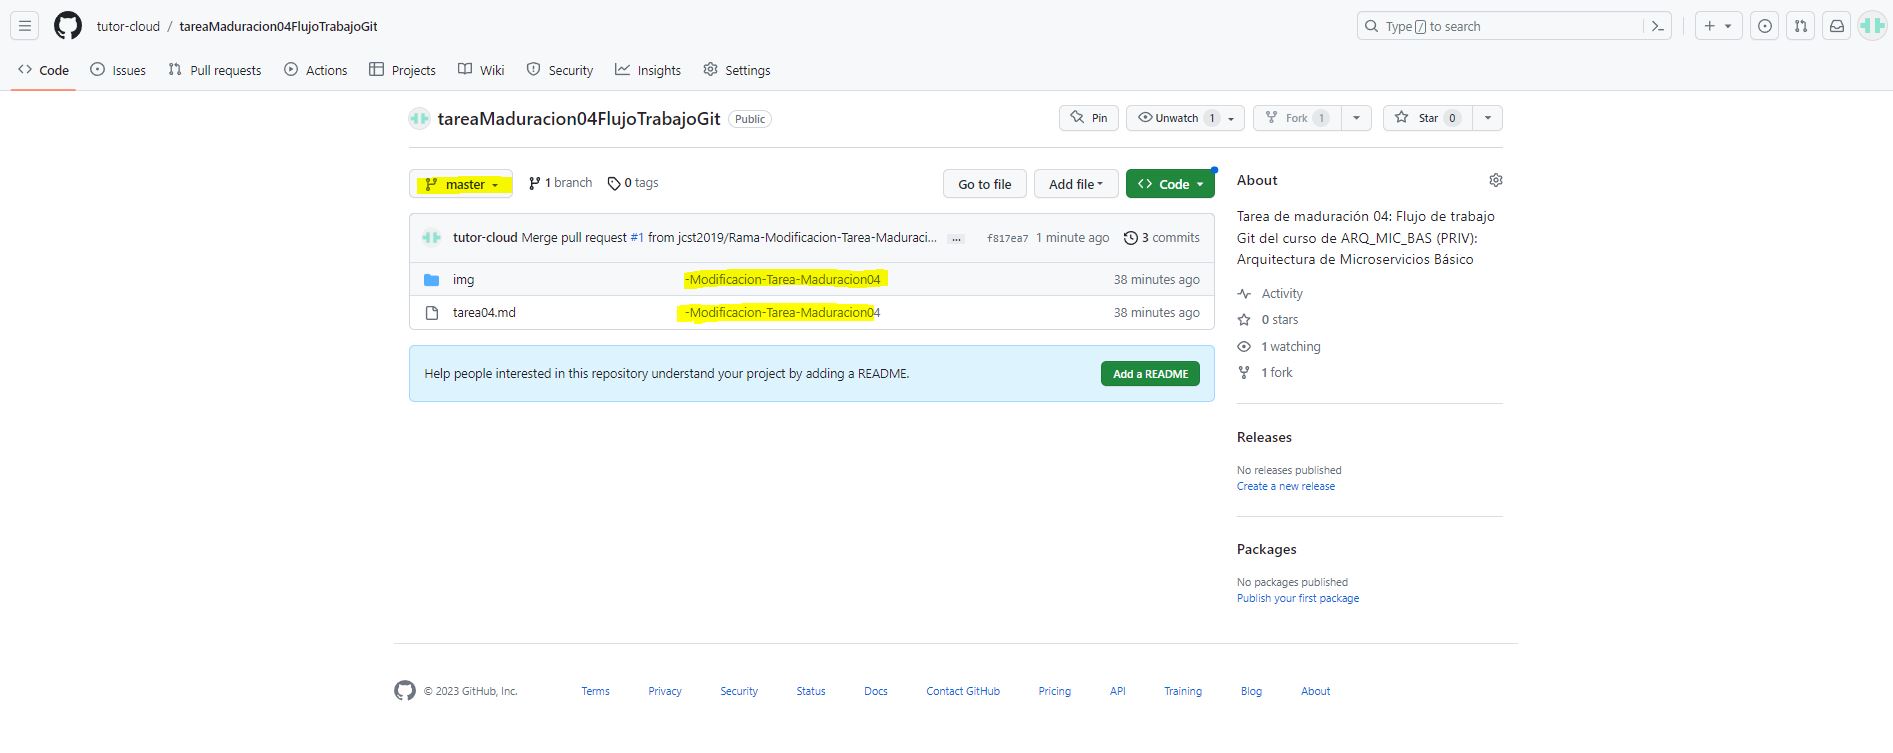 tutor-cloud / tareaMaduracion04FlujoTrabajoGit
Type / to search
Code Issues Pull requests Actions Projects Wiki Security Insights Settings
tareaMaduracion04FlujoTrabajoGit Public
Pin Unwatch 1 Fork 1 Star 0
master 1 branch 0 tags Go to file Add file Code
tutor-cloud Merge pull request #1 from jcst2019/Rama-Modificacion-Tarea-Maduraci... ... f817ea7 1 minute ago 3 commits
img -Modificacion-Tarea-Maduracion04 38 minutes ago
tarea04.md -Modificacion-Tarea-Maduracion04 38 minutes ago
Help people interested in this repository understand your project by adding a README. Add a README
About
Tarea de maduración 04: Flujo de trabajo
Git del curso de ARQ_MIC_BAS (PRIV):
Arquitectura de Microservicios Básico
Activity
0 stars
1 watching
1 fork
Releases
No releases published
Create a new release
Packages
No packages published
Publish your first package
© 2023 GitHub, Inc. Terms Privacy Security Status Docs Contact GitHub Pricing API Training Blog About